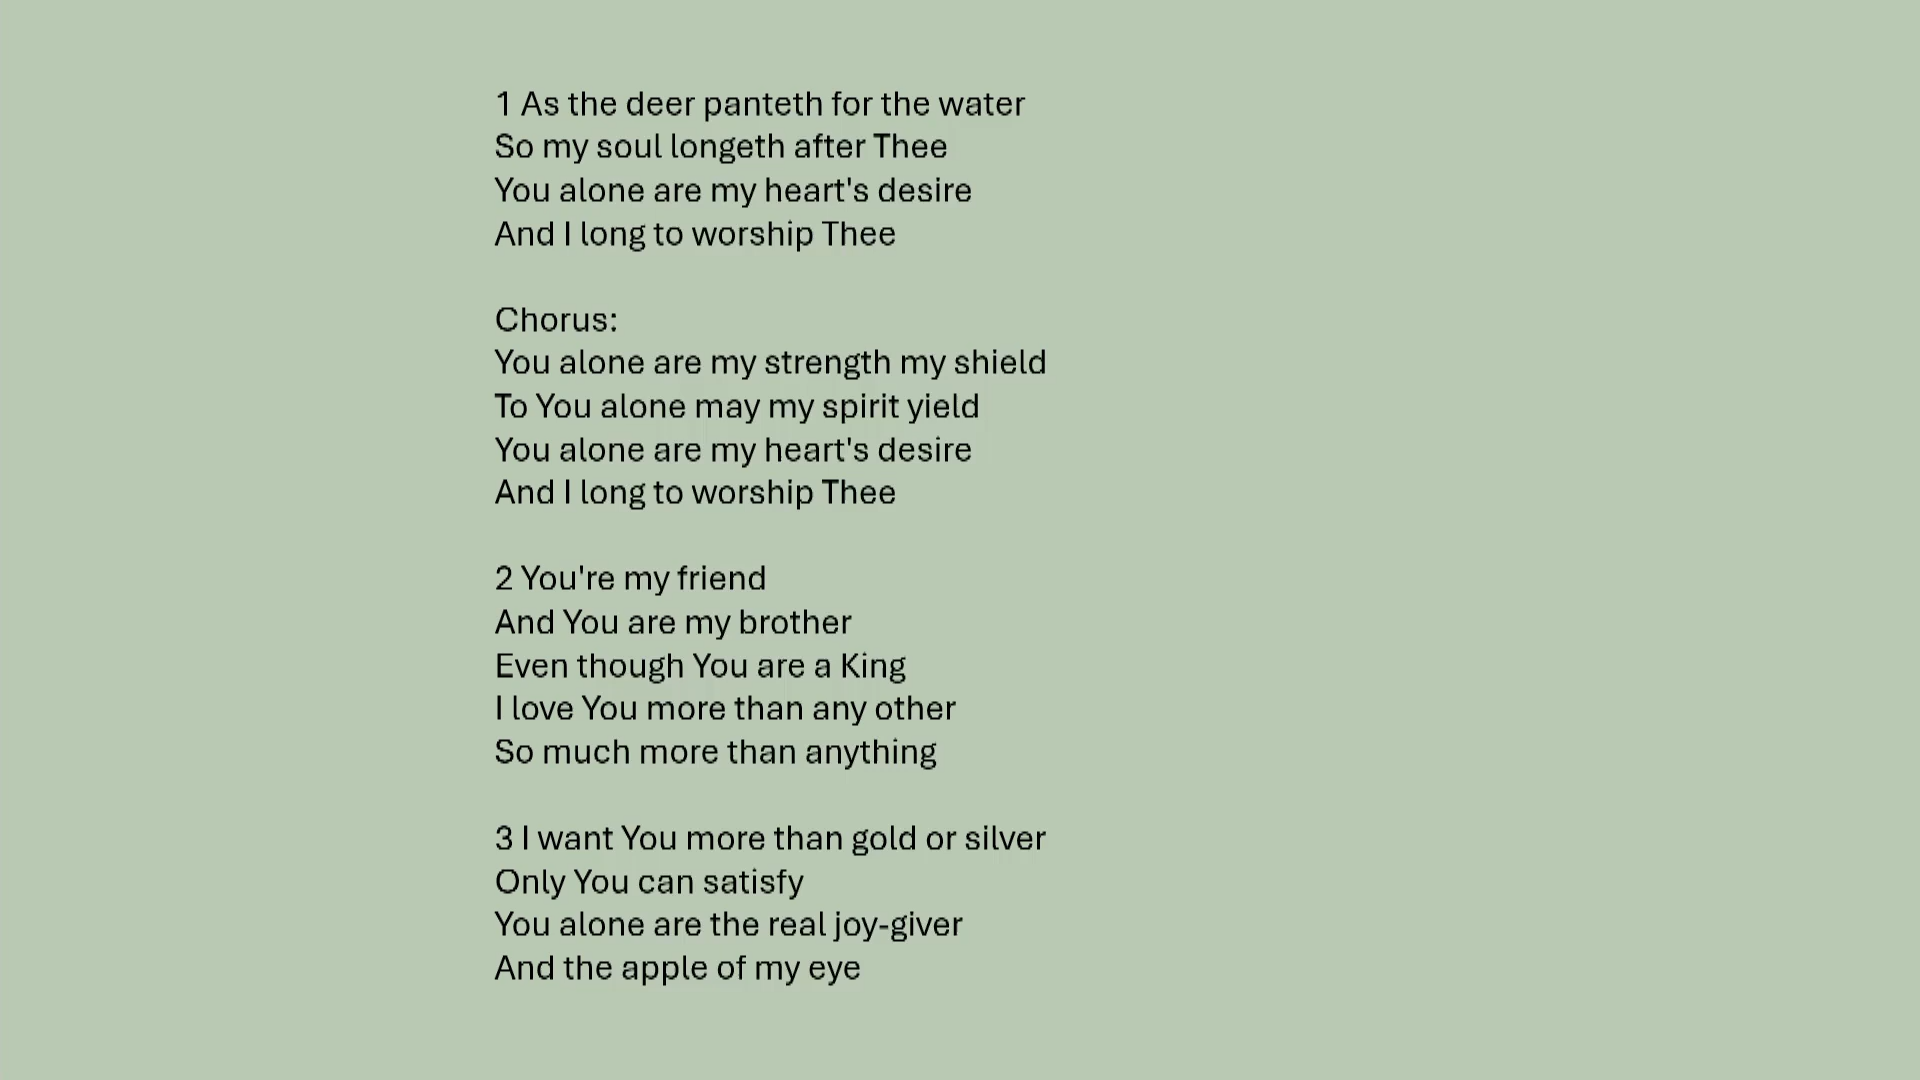 1 As the deer panteth for the water
So my soul longeth after Thee
You alone are my heart's desire
And I long to worship Thee
Chorus:
You alone are my strength my shield
To You alone may my spirit yield
You alone are my heart's desire
And I long to worship Thee
2 You're my friend
And You are my brother
Even though You are a King
I love You more than any other
So much more than anything
3 I want You more than gold or silver
Only You can satisfy
You alone are the real joy-giver
And the apple of my eye